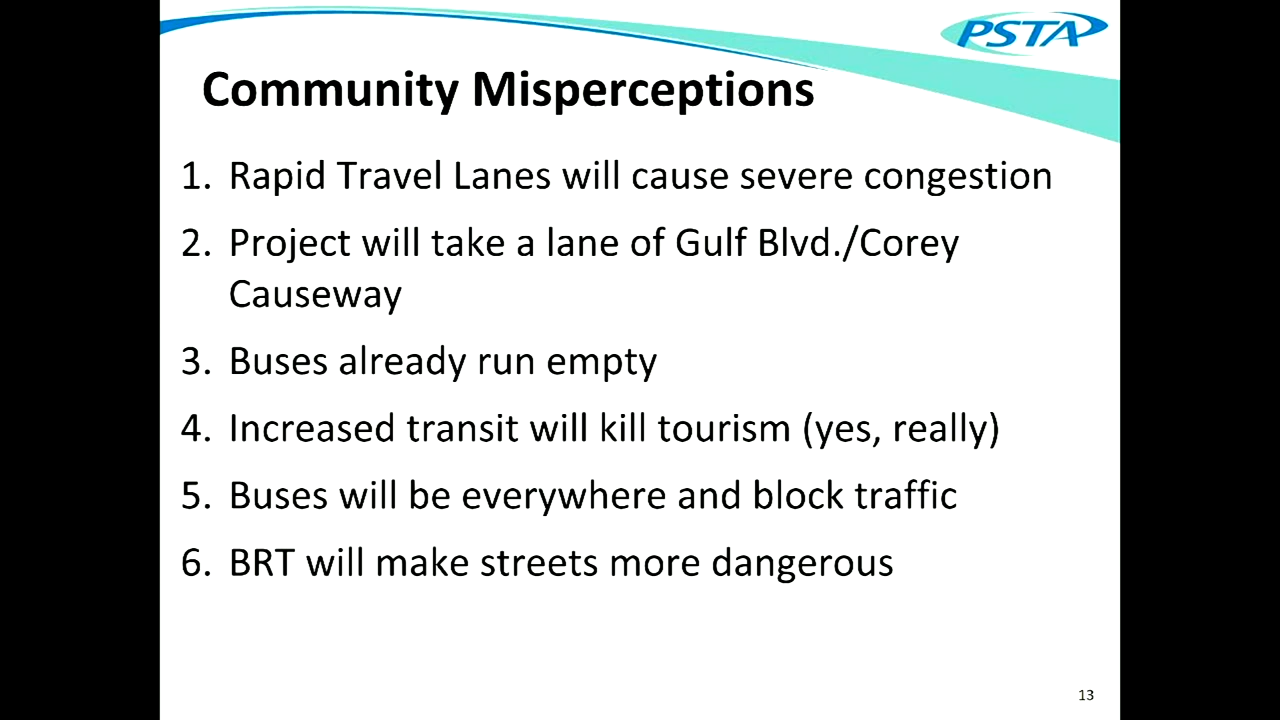 PSTA
Community Misperceptions
1. Rapid Travel Lanes will cause severe congestion
2. Project will take a lane of Gulf Blvd./Corey
Causeway
3. Buses already run empty
4. Increased transit will kill tourism (yes, really)
5. Buses will be everywhere and block traffic
6. BRT will make streets more dangerous
13